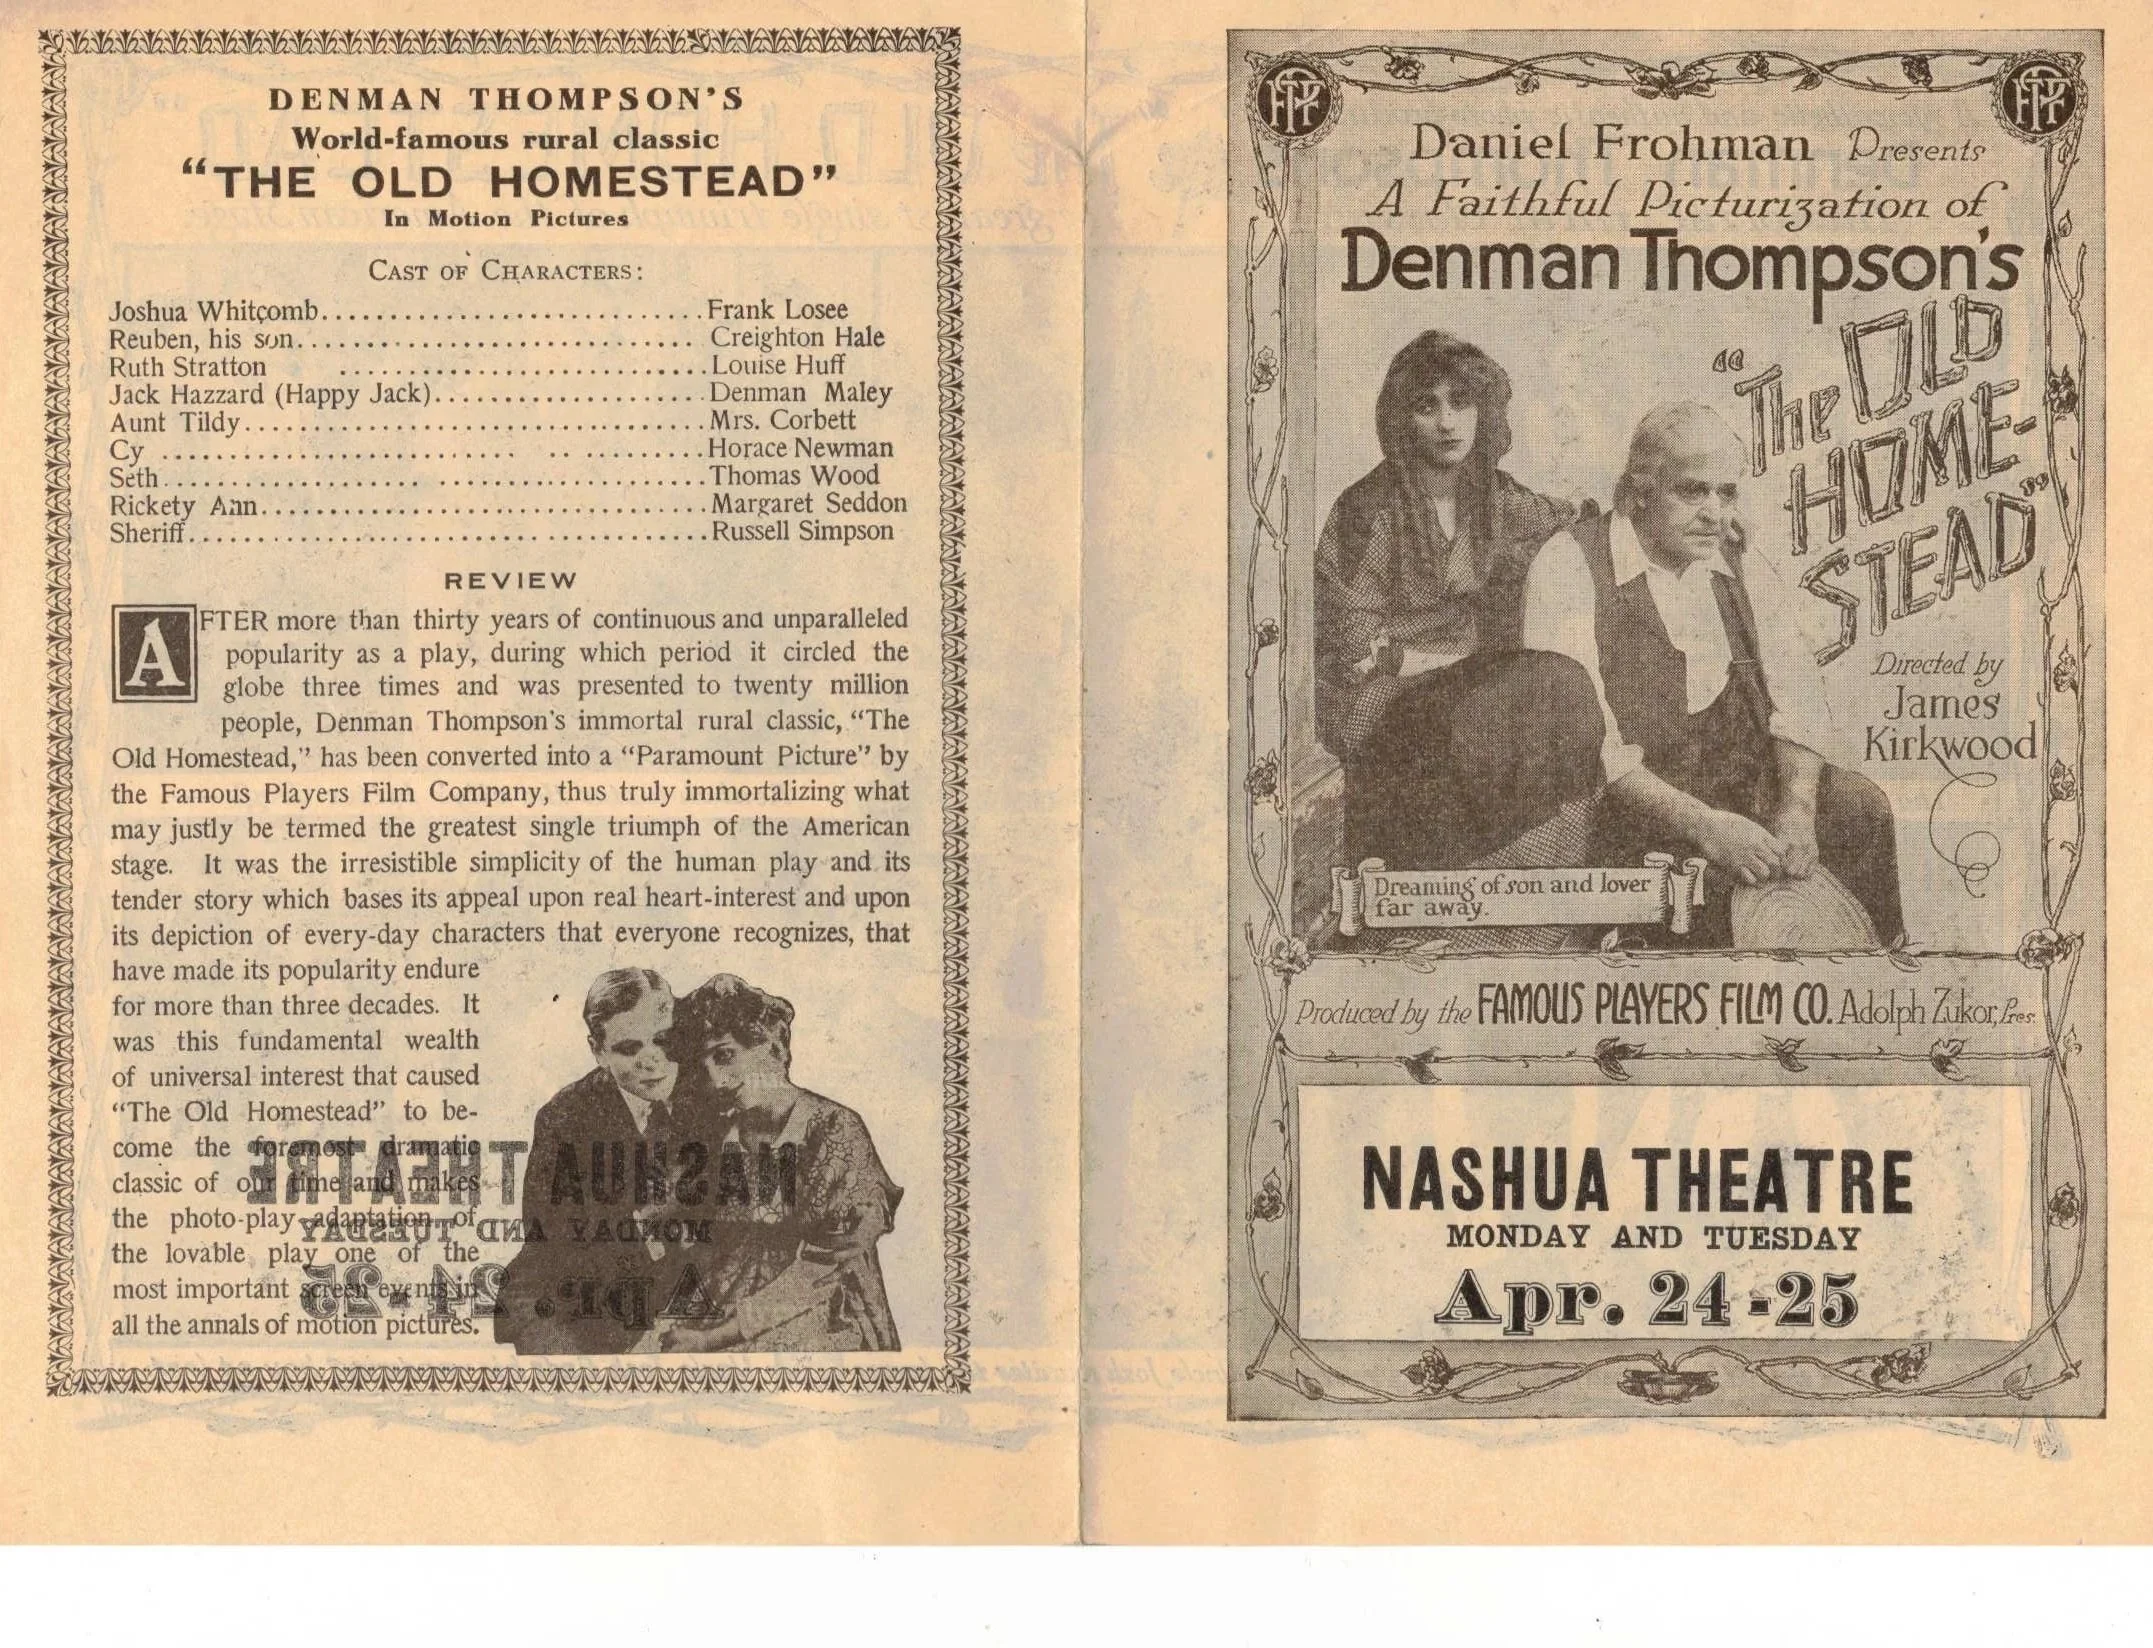 DENMAN THOMPSON'S
World-famous rural classic
"THE OLD HOMESTEAD"
In Motion Pictures
CAST OF CHARACTERS:
Joshua Whitcomb............................Frank Losee
Reuben, his son............................. Creighton Hale
Ruth Stratton ...........................Louise Huff
Jack Hazzard (Happy Jack)....................Denman Maley
Aunt Tildy..................................Mrs. Corbett
Cy .......................... .. .........Horace Newman
Seth................. ....................Thomas Wood
Rickety Ann.................................Margaret Seddon
Sheriff......................................Russell Simpson
REVIEW
AFTER more than thirty years of continuous and unparalleled
popularity as a play, during which period it circled the
globe three times and was presented to twenty million
people, Denman Thompson's immortal rural classic, "The
Old Homestead," has been converted into a "Paramount Picture" by
the Famous Players Film Company, thus truly immortalizing what
may justly be termed the greatest single triumph of the American
stage. It was the irresistible simplicity of the human play and its
tender story which bases its appeal upon real heart-interest and upon
its depiction of every-day characters that everyone recognizes, that
have made its popularity endure
for more than three decades. It
was this fundamental wealth
of universal interest that caused
"The Old Homestead" to be-
come the foremost dramatic
classic of our time and makes
the photo-play adaptation of
the lovable play one of the
most important screen events in
all the annals of motion pictures.
Daniel Frohman Presents
A Faithful Picturization of
Denman Thompson's
"The OLD
HOME-
STEAD"
Directed by
James
Kirkwood
Dreaming of son and lover
far away.
Produced by the FAMOUS PLAYERS FILM CO. Adolph Zukor, Pres.
NASHUA THEATRE
MONDAY AND TUESDAY
Apr. 24-25